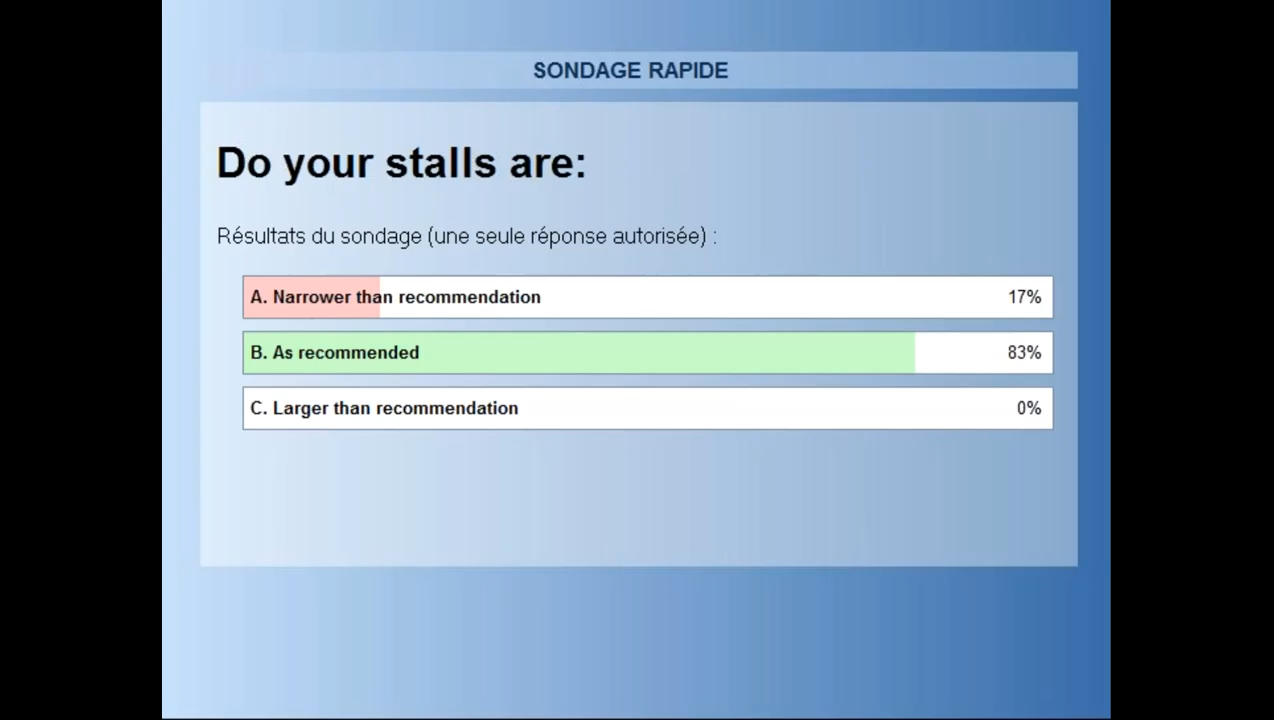 SONDAGE RAPIDE
Do your stalls are:
Résultats du sondage (une seule réponse autorisée) :
A. Narrower than recommendation 17%
B. As recommended 83%
C. Larger than recommendation 0%